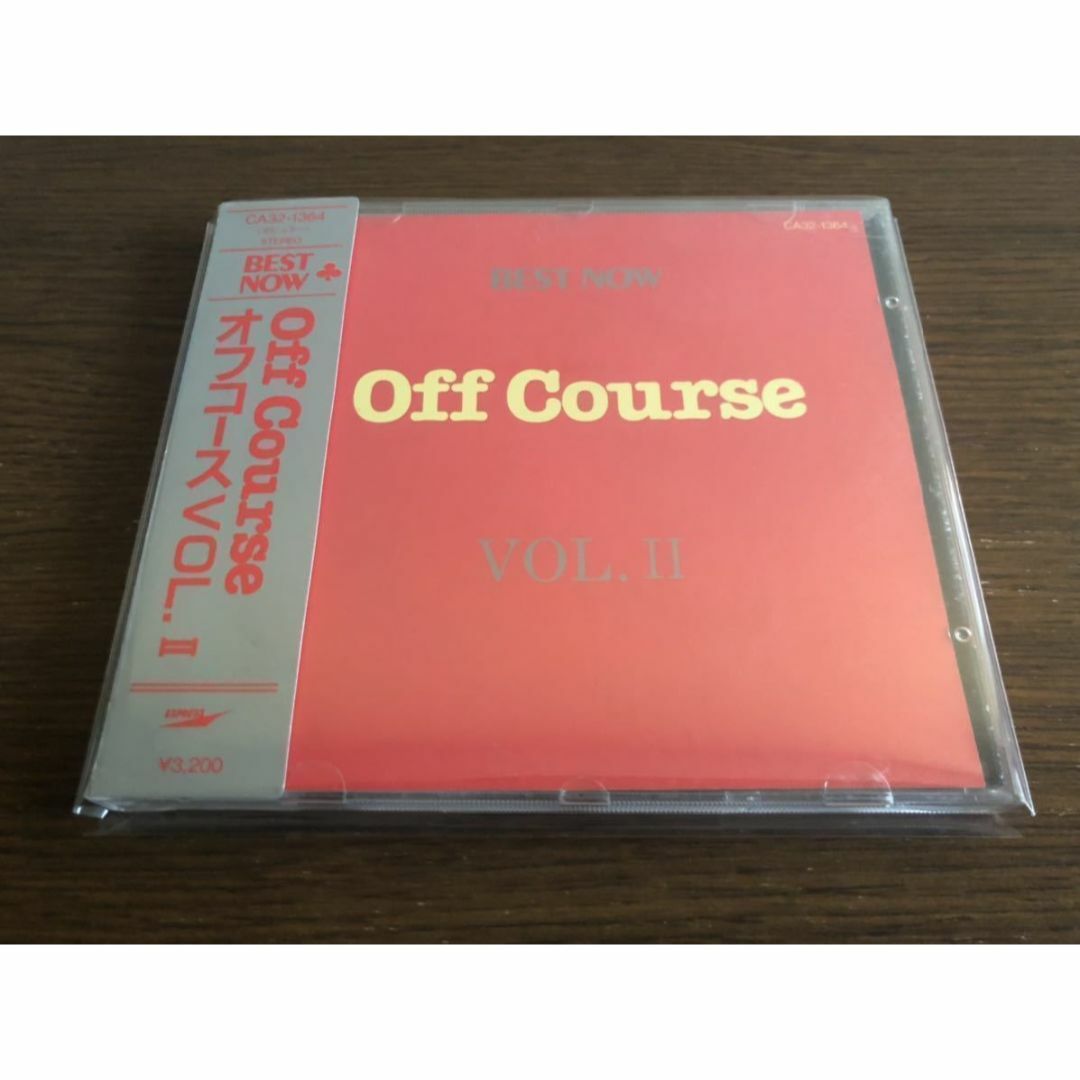 CA32-1364
STEREO
BEST
NOW
Off Course
オフコースVOL. II
EXPRESS
¥3,200
CA32-1364
BEST NOW
Off Course
VOL. II